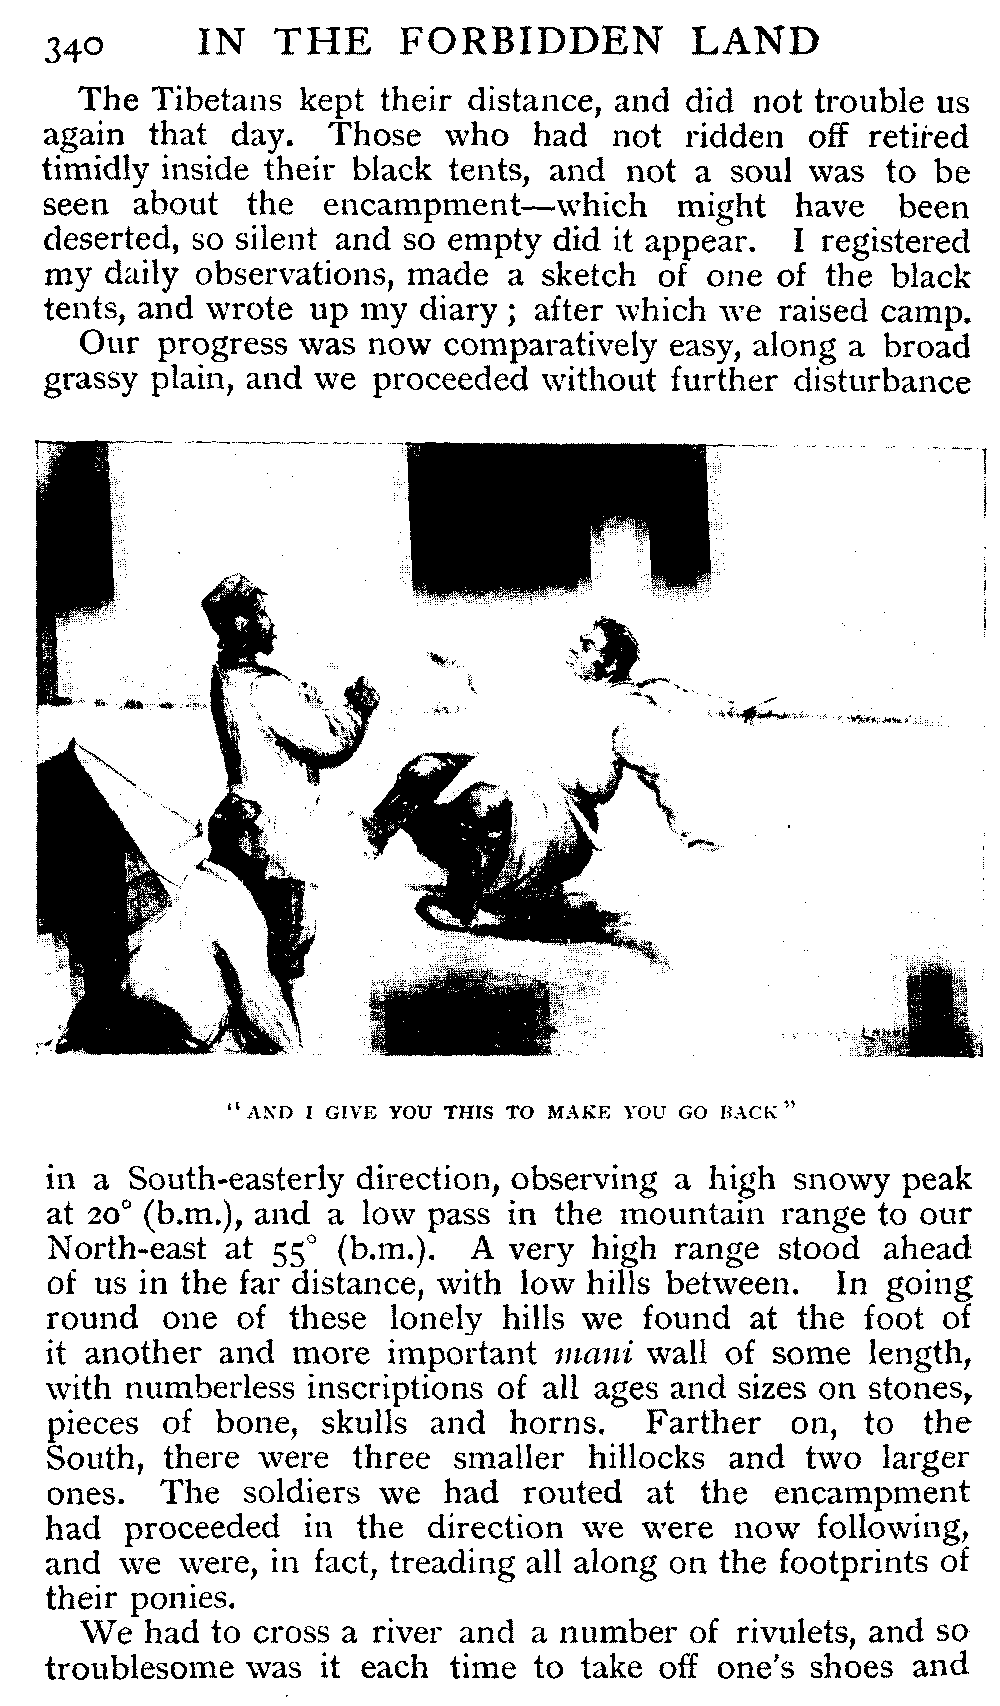 340 IN THE FORBIDDEN LAND
The Tibetans kept their distance, and did not trouble us
again that day. Those who had not ridden off retired
timidly inside their black tents, and not a soul was to be
seen about the encampment—which might have been
deserted, so silent and so empty did it appear. I registered
my daily observations, made a sketch of one of the black
tents, and wrote up my diary; after which we raised camp.
Our progress was now comparatively easy, along a broad
grassy plain, and we proceeded without further disturbance
"AND I GIVE YOU THIS TO MAKE YOU GO BACK"
in a South-easterly direction, observing a high snowy peak
at 20° (b.m.), and a low pass in the mountain range to our
North-east at 55° (b.m.). A very high range stood ahead
of us in the far distance, with low hills between. In going
round one of these lonely hills we found at the foot of
it another and more important mani wall of some length,
with numberless inscriptions of all ages and sizes on stones,
pieces of bone, skulls and horns. Farther on, to the
South, there were three smaller hillocks and two larger
ones. The soldiers we had routed at the encampment
had proceeded in the direction we were now following,
and we were, in fact, treading all along on the footprints of
their ponies.
We had to cross a river and a number of rivulets, and so
troublesome was it each time to take off one's shoes and